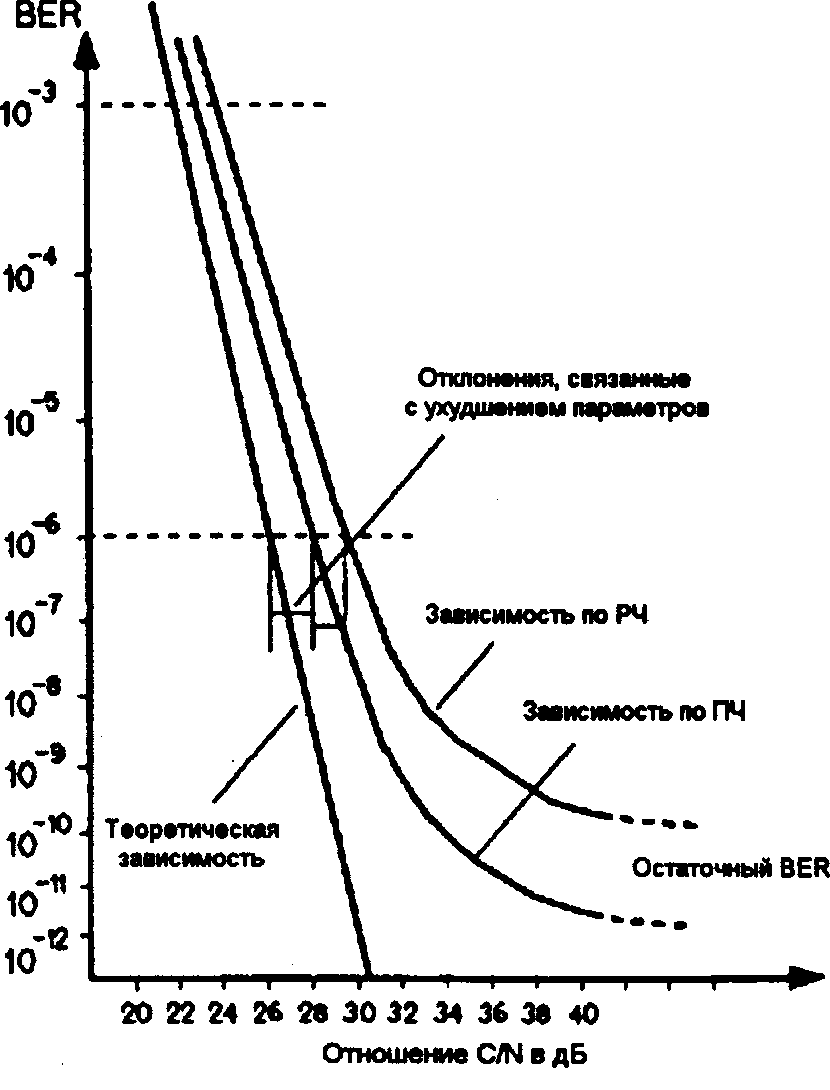 BER
10⁻³
10⁻⁴
Отклонения, связанные
с ухудшением параметров
10⁻⁵
10⁻⁶
10⁻⁷
Зависимость по РЧ
10⁻⁸
Зависимость по ПЧ
10⁻⁹
10⁻¹⁰
Теоретическая
зависимость
Остаточный BER
10⁻¹¹
10⁻¹²
20 22 24 26 28 30 32 34 36 38 40
Отношение C/N в дБ